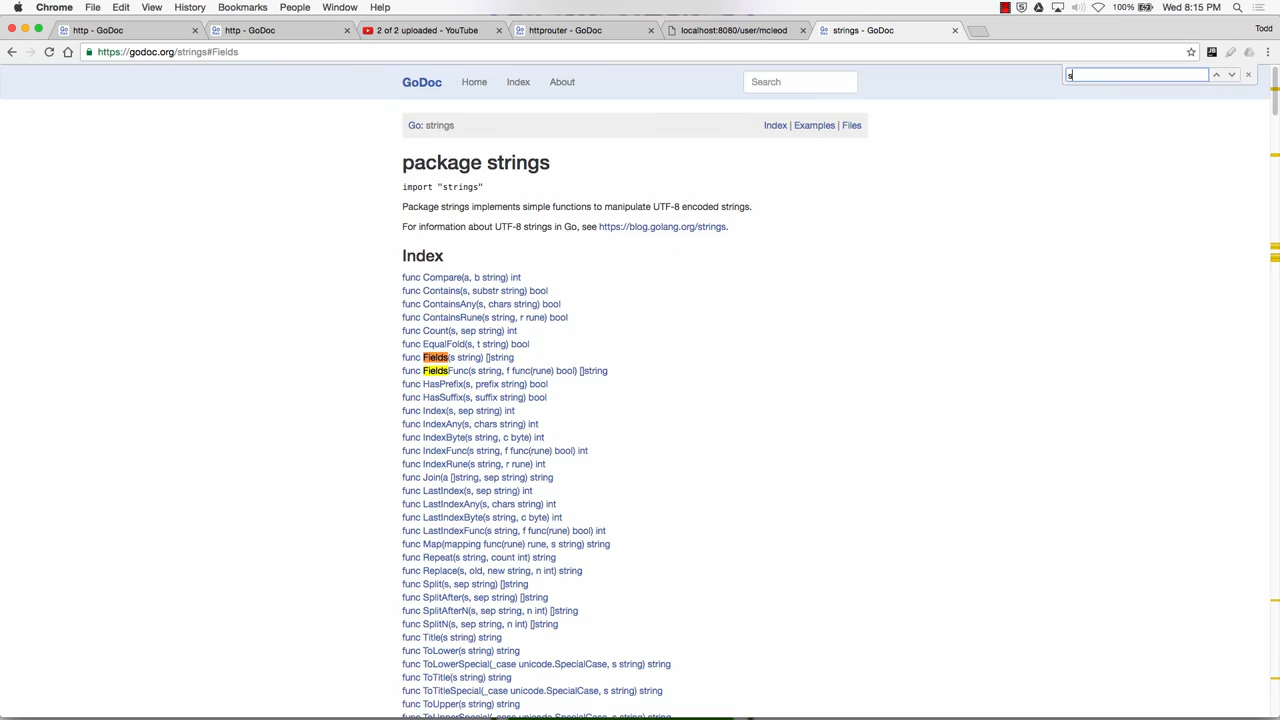 Chrome File Edit View History Bookmarks People Window Help 100% Wed 8:15 PM
http - GoDoc http - GoDoc 2 of 2 uploaded - YouTube httprouter - GoDoc localhost:8080/user/mcleod strings - GoDoc Todd
https://godoc.org/strings#Fields
s
GoDoc Home Index About Search
Go: strings Index | Examples | Files
package strings
import "strings"
Package strings implements simple functions to manipulate UTF-8 encoded strings.
For information about UTF-8 strings in Go, see https://blog.golang.org/strings.
Index
func Compare(a, b string) int
func Contains(s, substr string) bool
func ContainsAny(s, chars string) bool
func ContainsRune(s string, r rune) bool
func Count(s, sep string) int
func EqualFold(s, t string) bool
func Fields(s string) []string
func FieldsFunc(s string, f func(rune) bool) []string
func HasPrefix(s, prefix string) bool
func HasSuffix(s, suffix string) bool
func Index(s, sep string) int
func IndexAny(s, chars string) int
func IndexByte(s string, c byte) int
func IndexFunc(s string, f func(rune) bool) int
func IndexRune(s string, r rune) int
func Join(a []string, sep string) string
func LastIndex(s, sep string) int
func LastIndexAny(s, chars string) int
func LastIndexByte(s string, c byte) int
func LastIndexFunc(s string, f func(rune) bool) int
func Map(mapping func(rune) rune, s string) string
func Repeat(s string, count int) string
func Replace(s, old, new string, n int) string
func Split(s, sep string) []string
func SplitAfter(s, sep string) []string
func SplitAfterN(s, sep string, n int) []string
func SplitN(s, sep string, n int) []string
func Title(s string) string
func ToLower(s string) string
func ToLowerSpecial(_case unicode.SpecialCase, s string) string
func ToTitle(s string) string
func ToTitleSpecial(_case unicode.SpecialCase, s string) string
func ToUpper(s string) string
func ToUpperSpecial(_case unicode.SpecialCase, s string) string